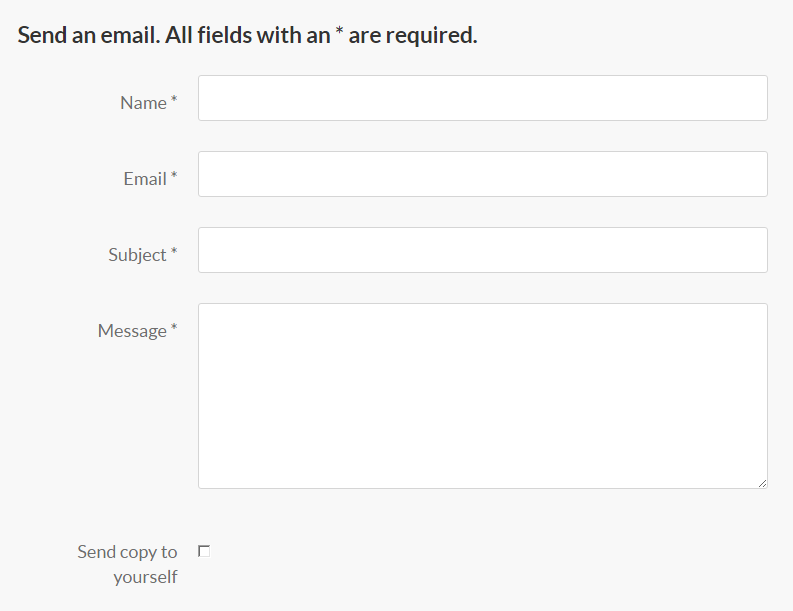 Send an email. All fields with an * are required.
Name *
Email *
Subject *
Message *
Send copy to
yourself